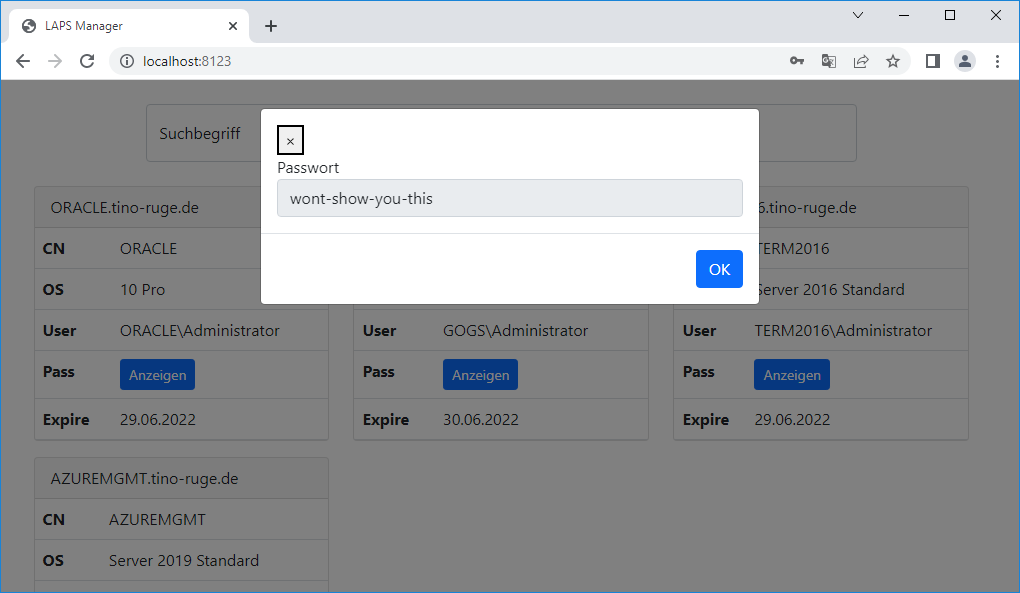 LAPS Manager
localhost:8123
×
Passwort
wont-show-you-this
OK
Suchbegriff
ORACLE.tino-ruge.de
CN ORACLE
OS 10 Pro
User ORACLE\Administrator
Pass Anzeigen
Expire 29.06.2022
User GOGS\Administrator
Pass Anzeigen
Expire 30.06.2022
6.tino-ruge.de
TERM2016
Server 2016 Standard
User TERM2016\Administrator
Pass Anzeigen
Expire 29.06.2022
AZUREMGMT.tino-ruge.de
CN AZUREMGMT
OS Server 2019 Standard